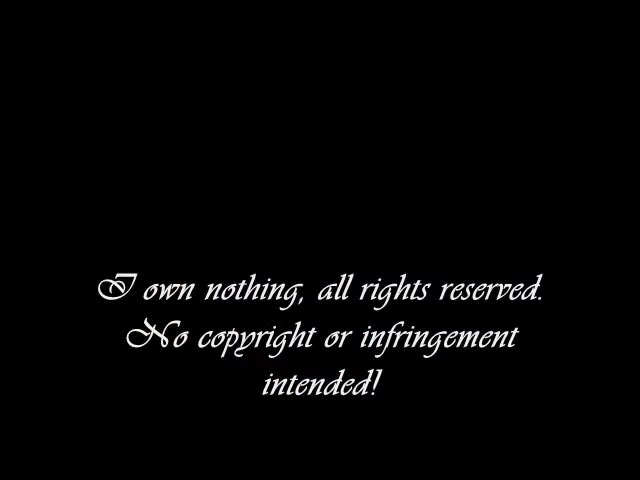 I own nothing, all rights reserved.
No copyright or infringement
intended!